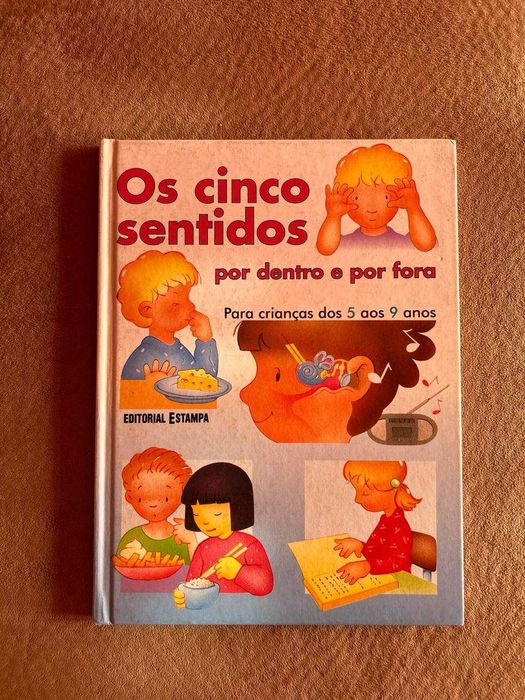 Os cinco
sentidos
por dentro e por fora
Para crianças dos 5 aos 9 anos
EDITORIAL ESTAMPA